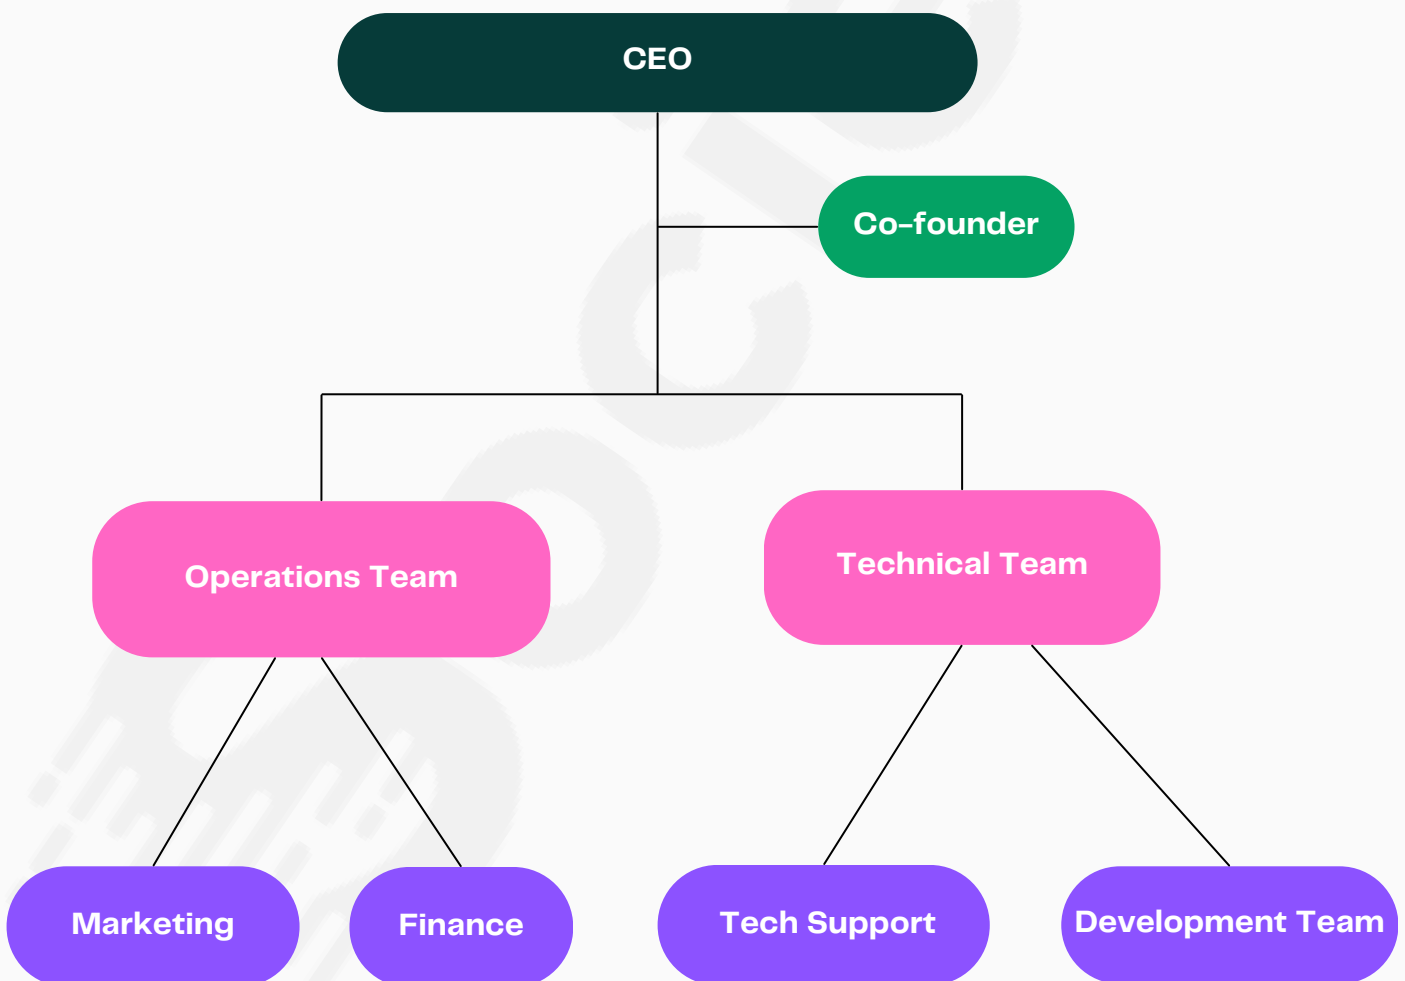 CEO
Co-founder
Operations Team
Technical Team
Marketing
Finance
Tech Support
Development Team